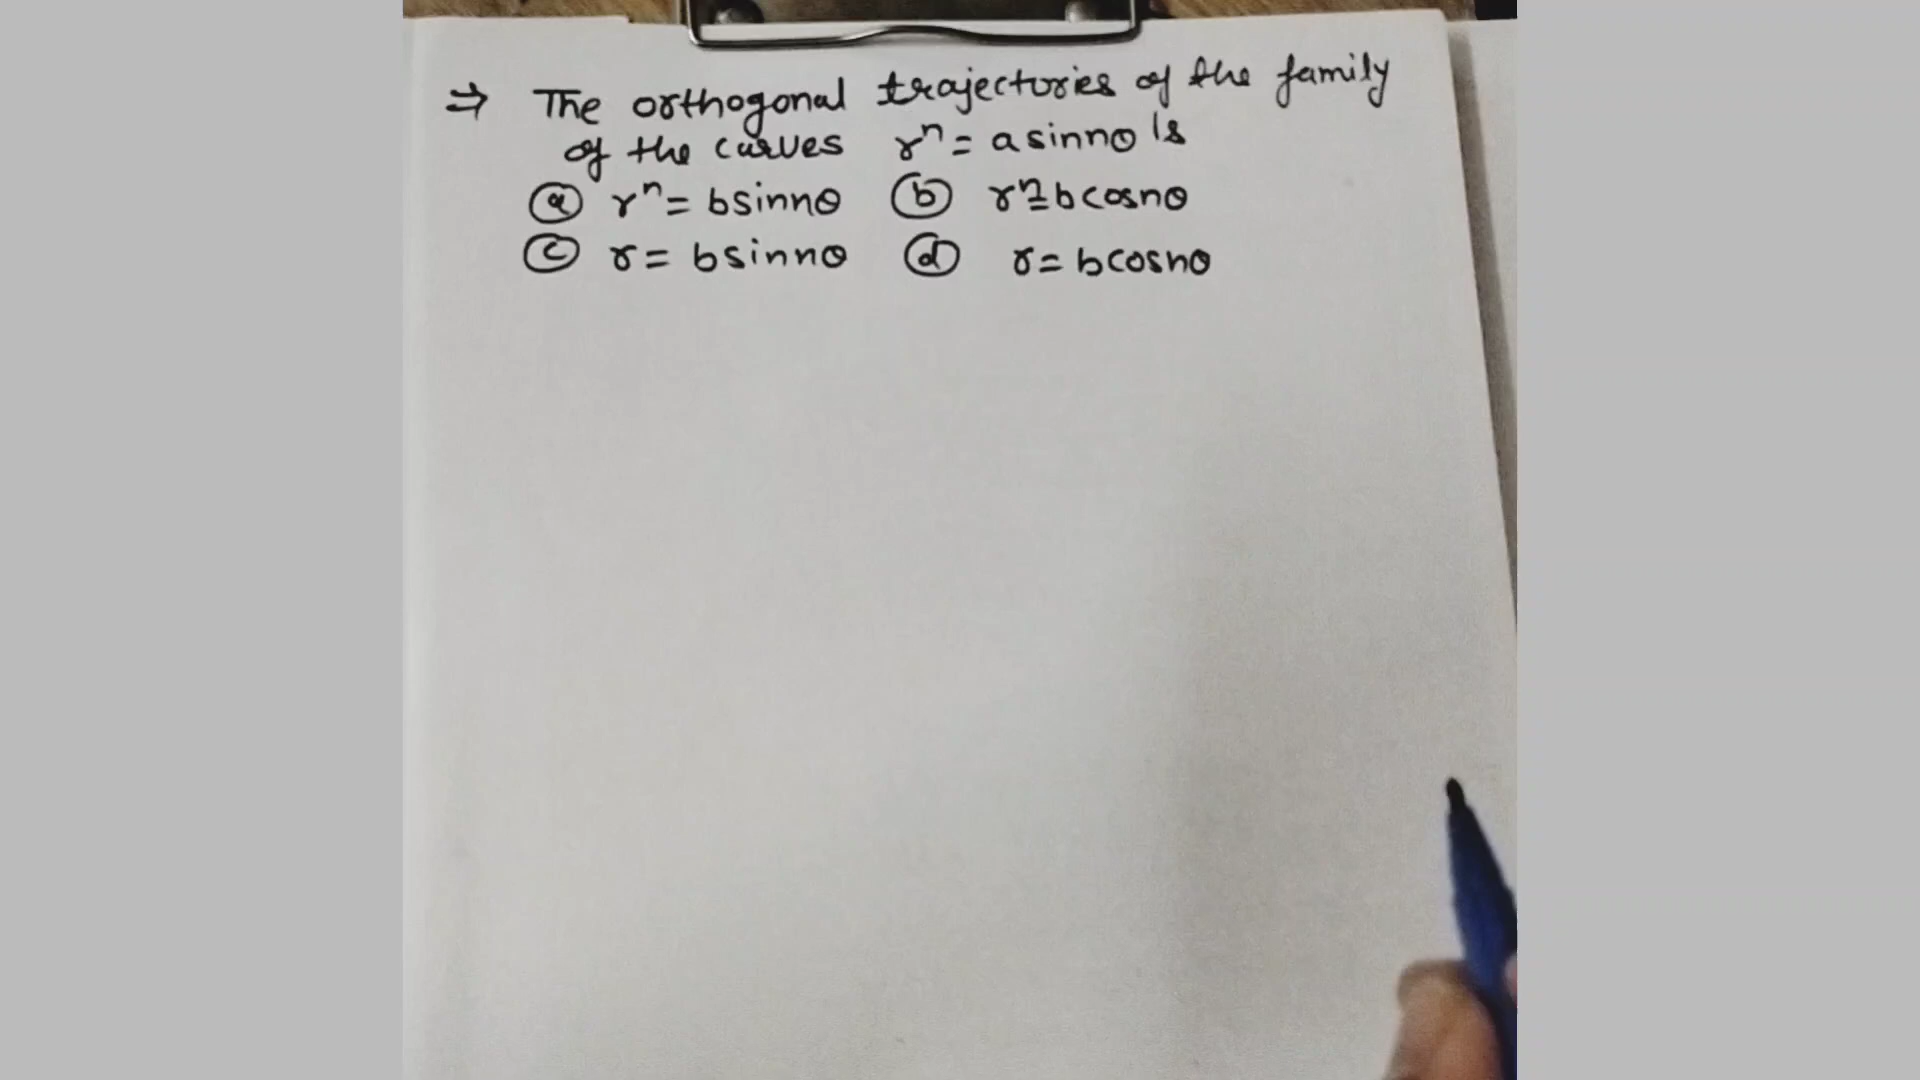 ⇒ The orthogonal trajectories of the family
of the curves rⁿ = a sin nθ is
(a) rⁿ = b sin nθ (b) rⁿ = b cos nθ
(c) r = b sin nθ (d) r = b cos nθ